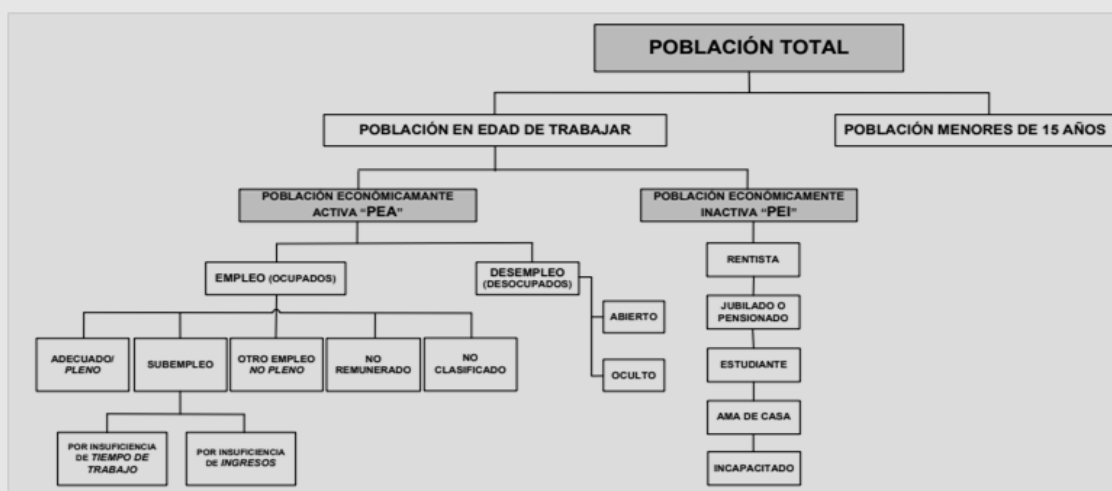 POBLACIÓN TOTAL
POBLACIÓN EN EDAD DE TRABAJAR
POBLACIÓN MENORES DE 15 AÑOS
POBLACIÓN ECONÓMICAMANTE
ACTIVA “PEA”
POBLACIÓN ECONÓMICAMENTE
INACTIVA “PEI”
EMPLEO (OCUPADOS)
DESEMPLEO
(DESOCUPADOS)
ABIERTO
OCULTO
ADECUADO/
PLENO
SUBEMPLEO
OTRO EMPLEO
NO PLENO
NO
REMUNERADO
NO
CLASIFICADO
POR INSUFICIENCIA
DE TIEMPO DE
TRABAJO
POR INSUFICIENCIA
DE INGRESOS
RENTISTA
JUBILADO O
PENSIONADO
ESTUDIANTE
AMA DE CASA
INCAPACITADO